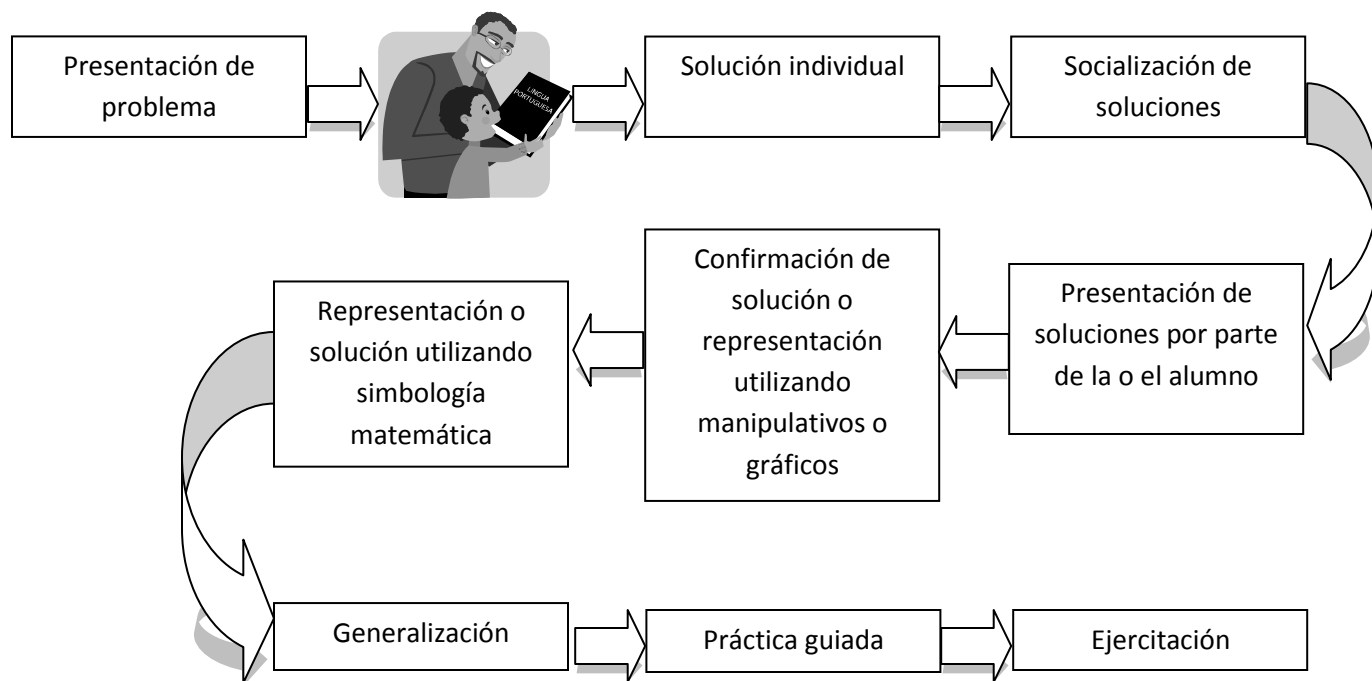 Presentación de
problema
LINGUA
PORTUGUESA
Solución individual
Socialización de
soluciones
Presentación de
soluciones por parte
de la o el alumno
Confirmación de
solución o
representación
utilizando
manipulativos o
gráficos
Representación o
solución utilizando
simbología
matemática
Generalización
Práctica guiada
Ejercitación